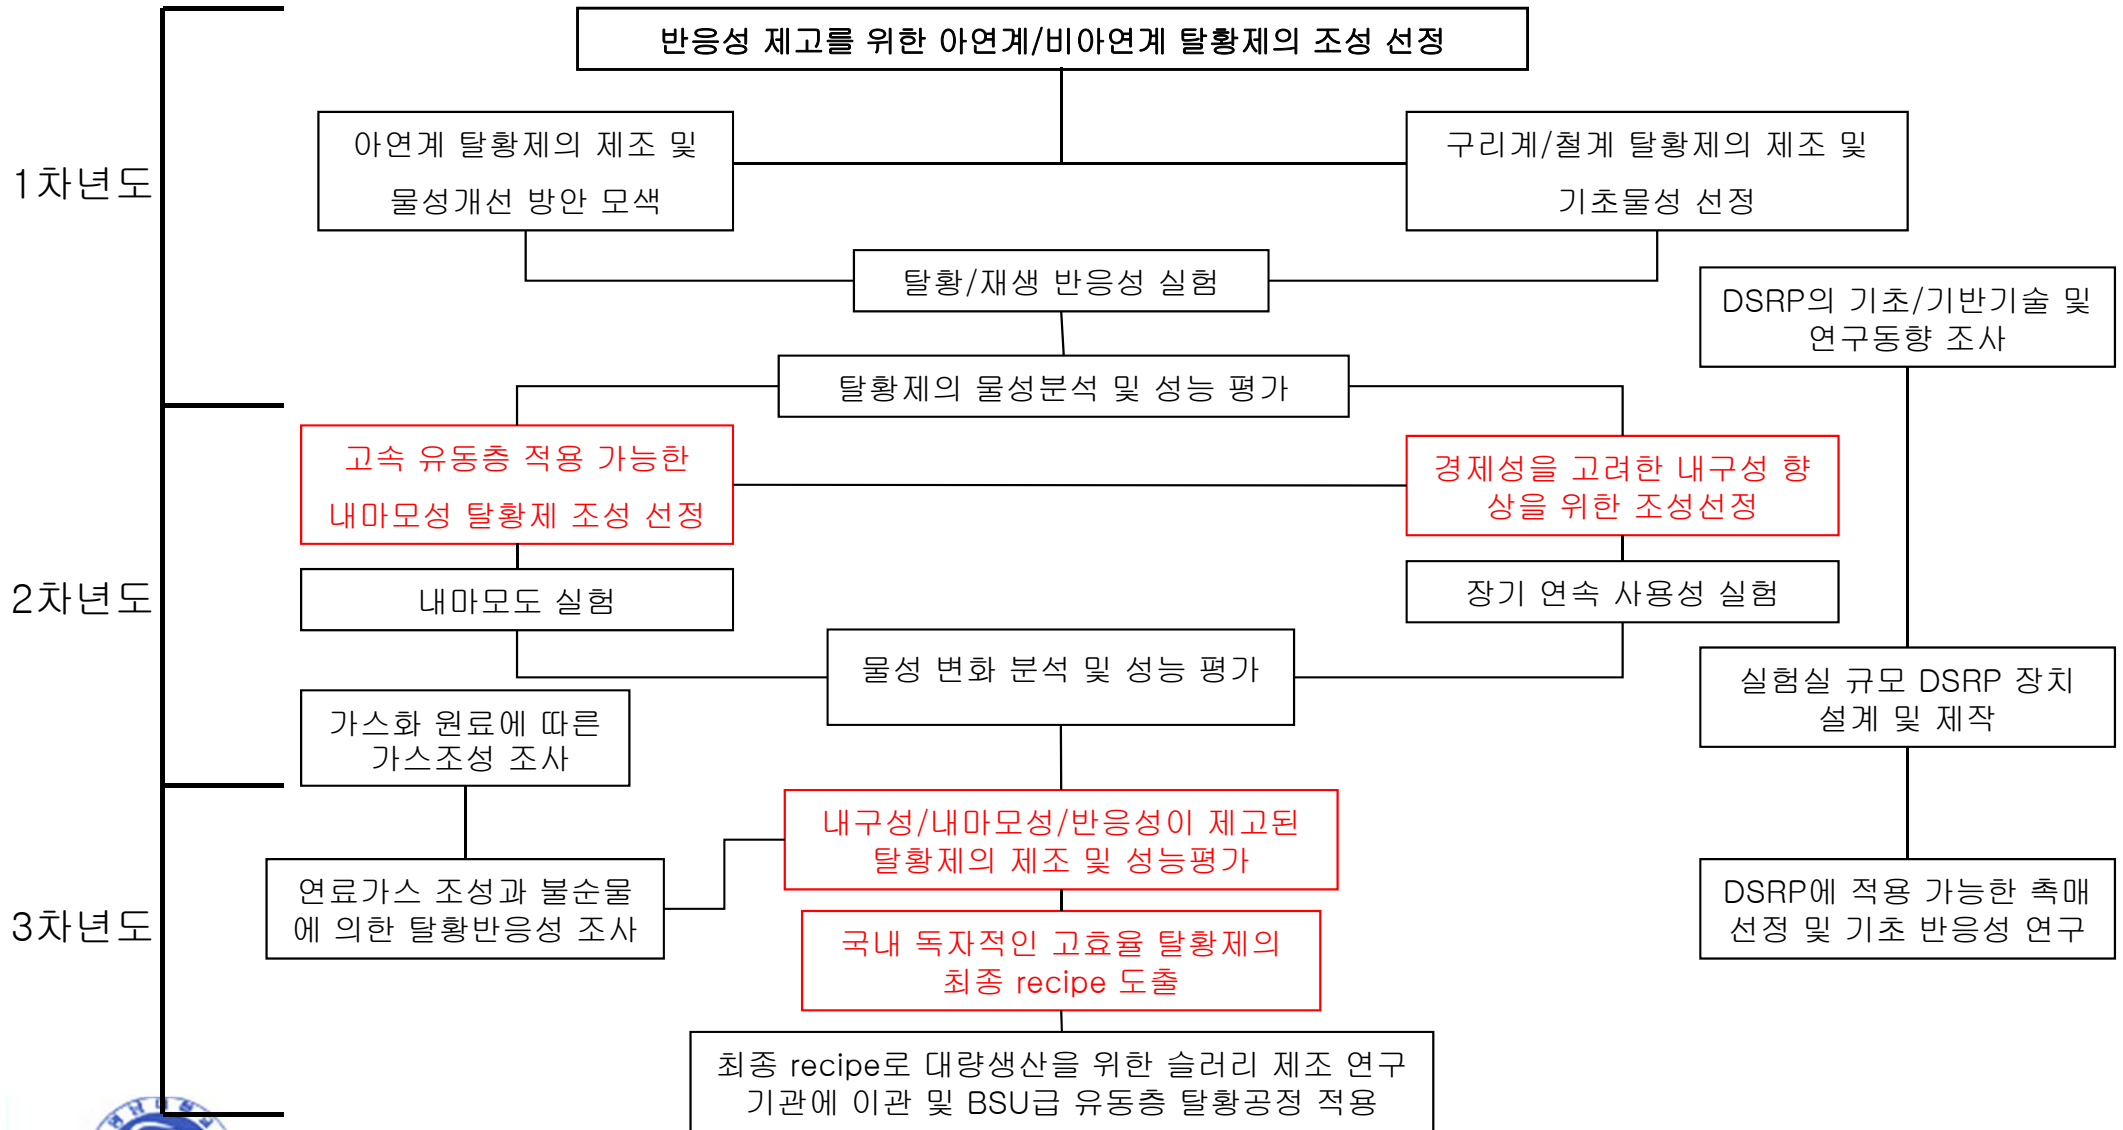 반응성 제고를 위한 아연계/비아연계 탈황제의 조성 선정
1차년도
아연계 탈황제의 제조 및
물성개선 방안 모색
구리계/철계 탈황제의 제조 및
기초물성 선정
탈황/재생 반응성 실험
DSRP의 기초/기반기술 및
연구동향 조사
탈황제의 물성분석 및 성능 평가
2차년도
고속 유동층 적용 가능한
내마모성 탈황제 조성 선정
경제성을 고려한 내구성 향
상을 위한 조성선정
내마모도 실험
장기 연속 사용성 실험
물성 변화 분석 및 성능 평가
실험실 규모 DSRP 장치
설계 및 제작
가스화 원료에 따른
가스조성 조사
3차년도
내구성/내마모성/반응성이 제고된
탈황제의 제조 및 성능평가
연료가스 조성과 불순물
에 의한 탈황반응성 조사
DSRP에 적용 가능한 촉매
선정 및 기초 반응성 연구
국내 독자적인 고효율 탈황제의
최종 recipe 도출
최종 recipe로 대량생산을 위한 슬러리 제조 연구
기관에 이관 및 BSU급 유동층 탈황공정 적용